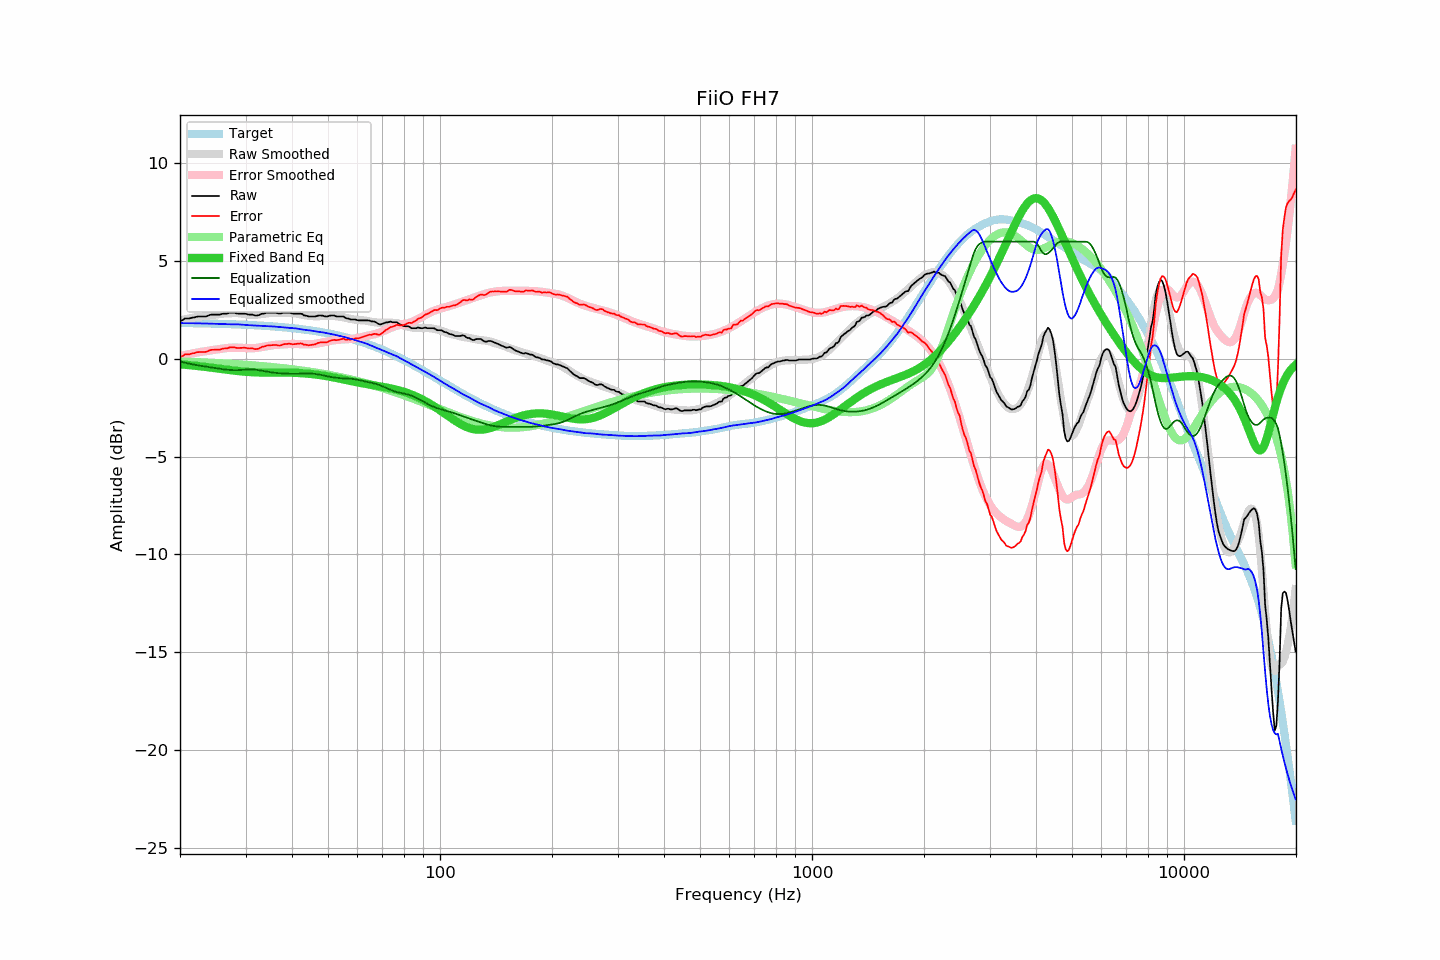 FiiO FH7
Target
Raw Smoothed
Error Smoothed
Raw
Error
Parametric Eq
Fixed Band Eq
Equalization
Equalized smoothed
10
5
0
−5
−10
−15
−20
−25
Amplitude (dBr)
100
1000
10000
Frequency (Hz)